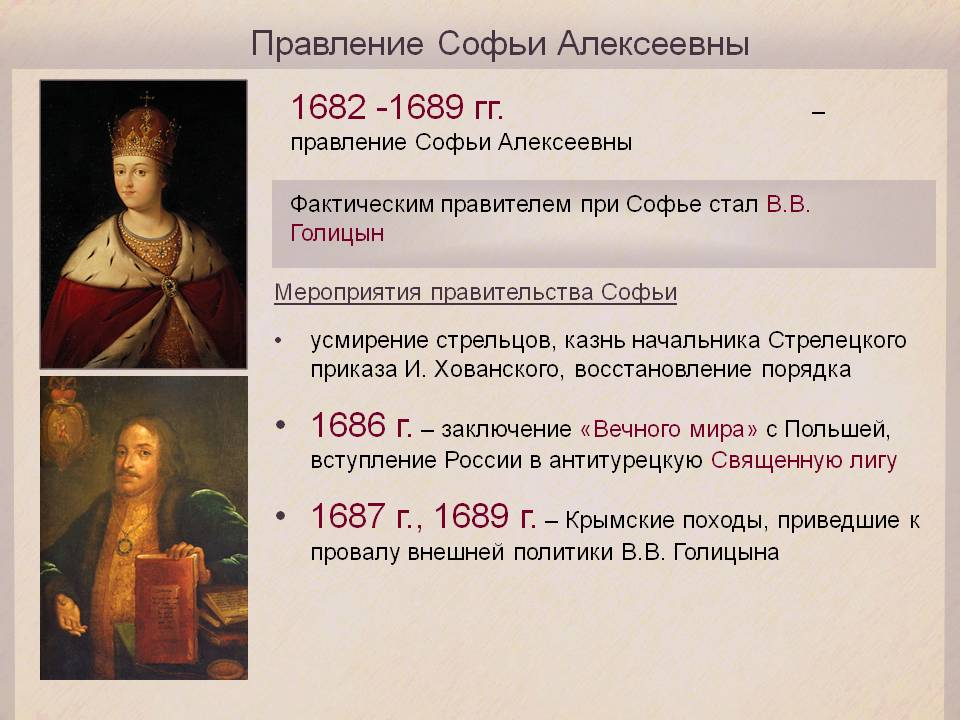 Правление Софьи Алексеевны
1682 -1689 гг. –
правление Софьи Алексеевны
Фактическим правителем при Софье стал В.В.
Голицын
Мероприятия правительства Софьи
• усмирение стрельцов, казнь начальника Стрелецкого
приказа И. Хованского, восстановление порядка
• 1686 г. – заключение «Вечного мира» с Польшей,
вступление России в антитурецкую Священную лигу
• 1687 г., 1689 г. – Крымские походы, приведшие к
провалу внешней политики В.В. Голицына